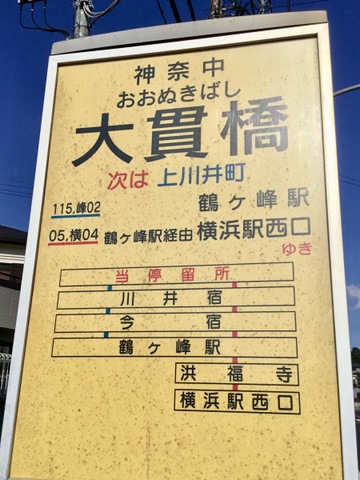 神奈中
おおぬきばし
大貫橋
次は 上川井町
115,峰02 鶴ヶ峰駅
05,横04 鶴ヶ峰駅経由 横浜駅西口
ゆき
当停留所
川井宿
今宿
鶴ヶ峰駅
洪福寺
横浜駅西口